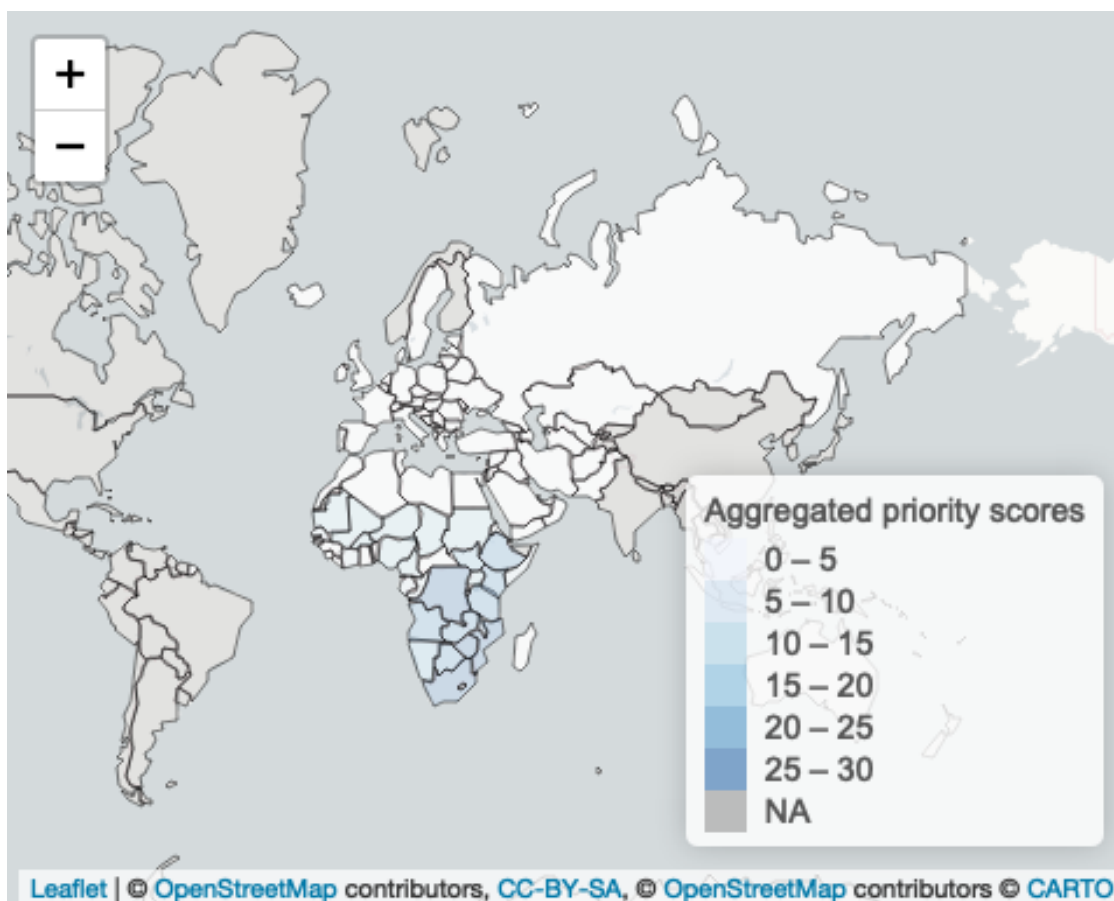 +
−
Aggregated priority scores
0 – 5
5 – 10
10 – 15
15 – 20
20 – 25
25 – 30
NA
Leaflet | © OpenStreetMap contributors, CC-BY-SA, © OpenStreetMap contributors © CARTO